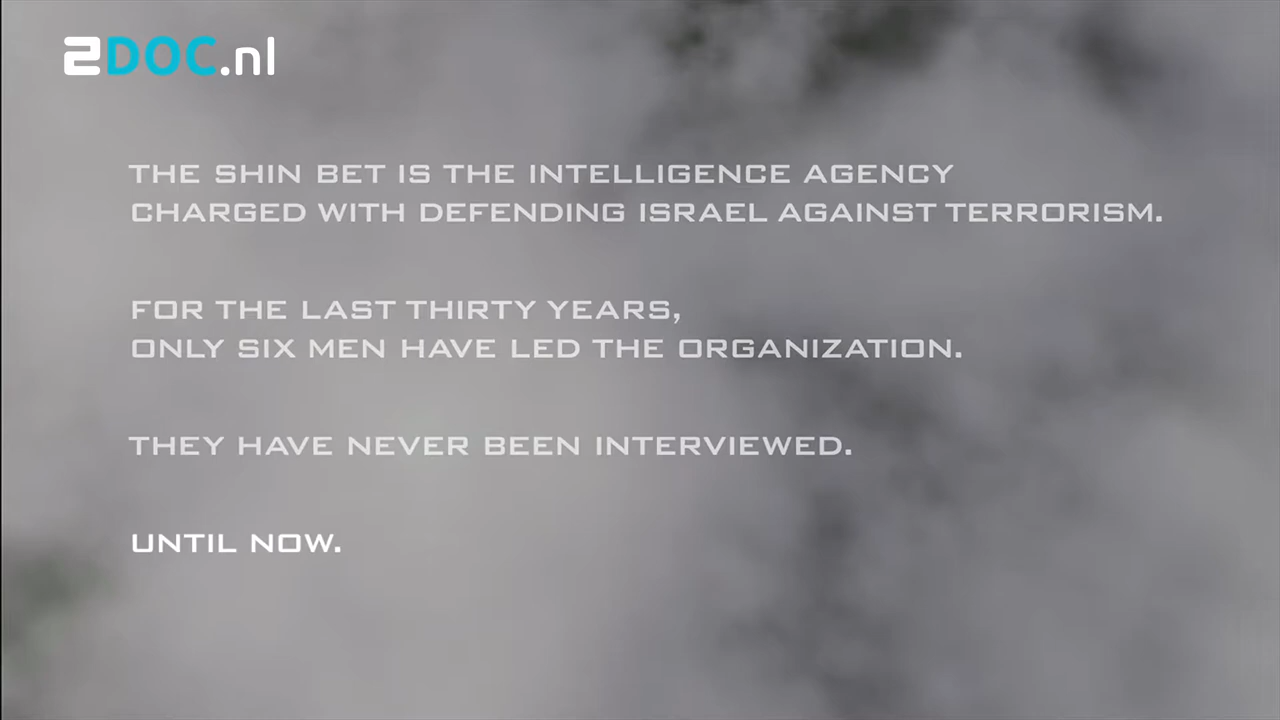 2DOC.nl
THE SHIN BET IS THE INTELLIGENCE AGENCY
CHARGED WITH DEFENDING ISRAEL AGAINST TERRORISM.
FOR THE LAST THIRTY YEARS,
ONLY SIX MEN HAVE LED THE ORGANIZATION.
THEY HAVE NEVER BEEN INTERVIEWED.
UNTIL NOW.